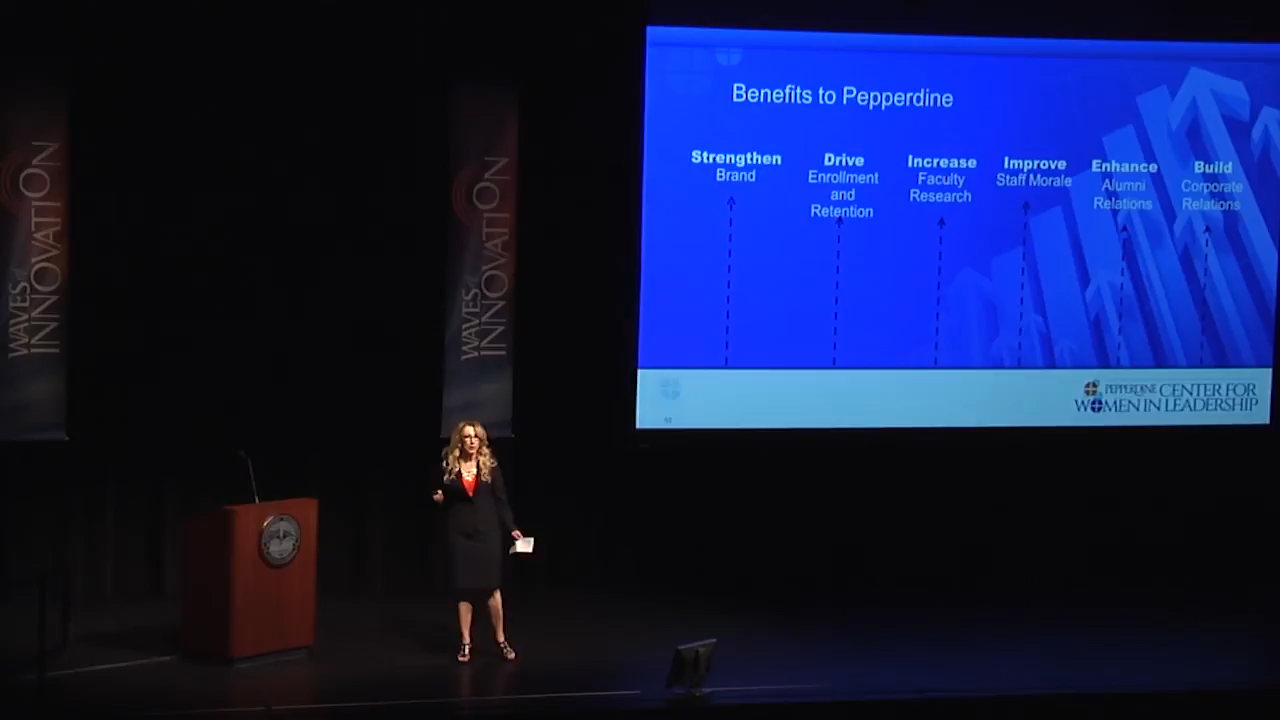 WAVES of
INNOVATION
WAVES of
INNOVATION
Benefits to Pepperdine
Strengthen
Brand
Drive
Enrollment
and
Retention
Increase
Faculty
Research
Improve
Staff Morale
Enhance
Alumni
Relations
Build
Corporate
Relations
PEPPERDINE CENTER FOR
WOMEN IN LEADERSHIP